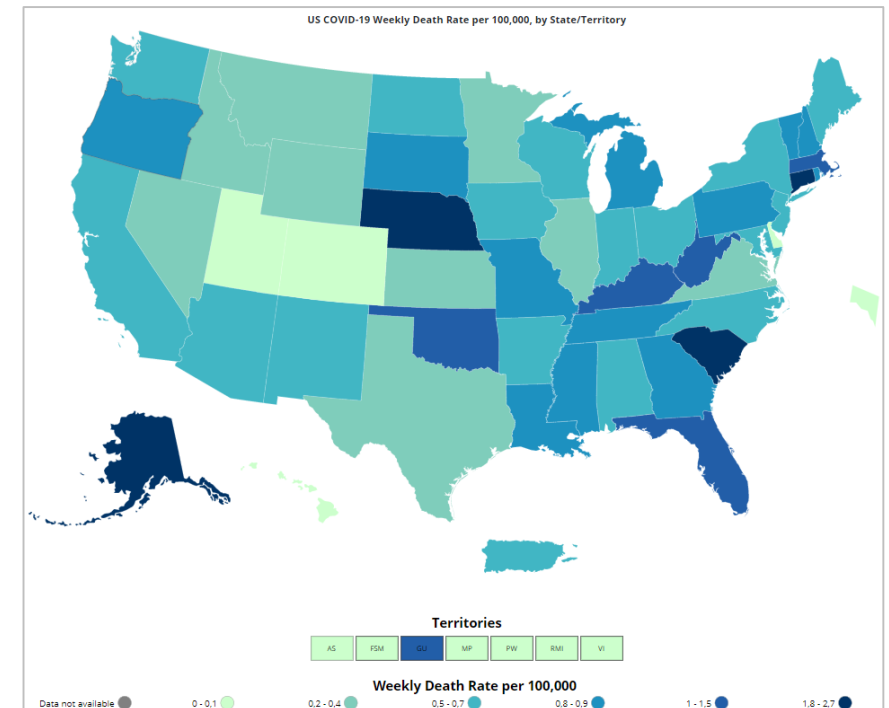 US COVID-19 Weekly Death Rate per 100,000, by State/Territory
Territories
AS FSM GU MP PW RMI VI
Weekly Death Rate per 100,000
Data not available 0 - 0,1 0,2 - 0,4 0,5 - 0,7 0,8 - 0,9 1 - 1,5 1,8 - 2,7